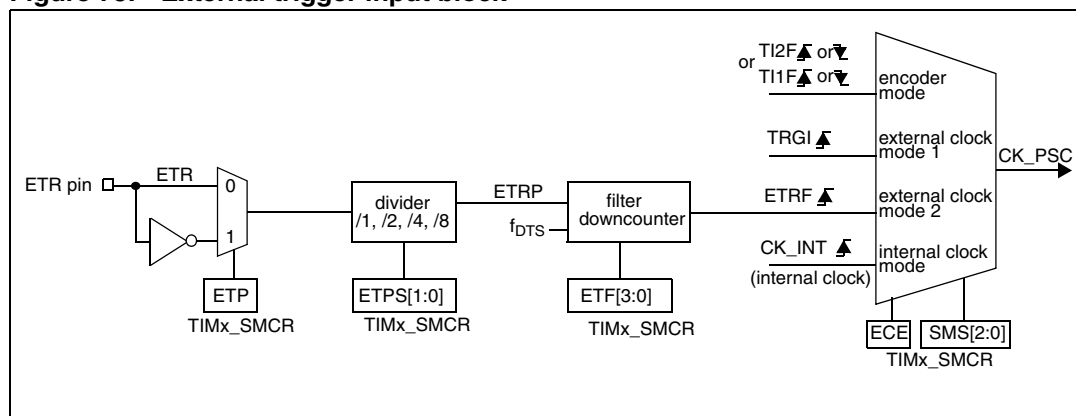 Figure External trigger input block
or TI2F or
TI1F or
encoder
mode
TRGI
external clock
mode 1
CK_PSC
ETR pin
ETR
0
1
divider
/1, /2, /4, /8
ETRP
filter
downcounter
fDTS
ETRF
external clock
mode 2
CK_INT
(internal clock)
internal clock
mode
ETP
TIMx_SMCR
ETPS[1:0]
TIMx_SMCR
ETF[3:0]
TIMx_SMCR
ECE
SMS[2:0]
TIMx_SMCR